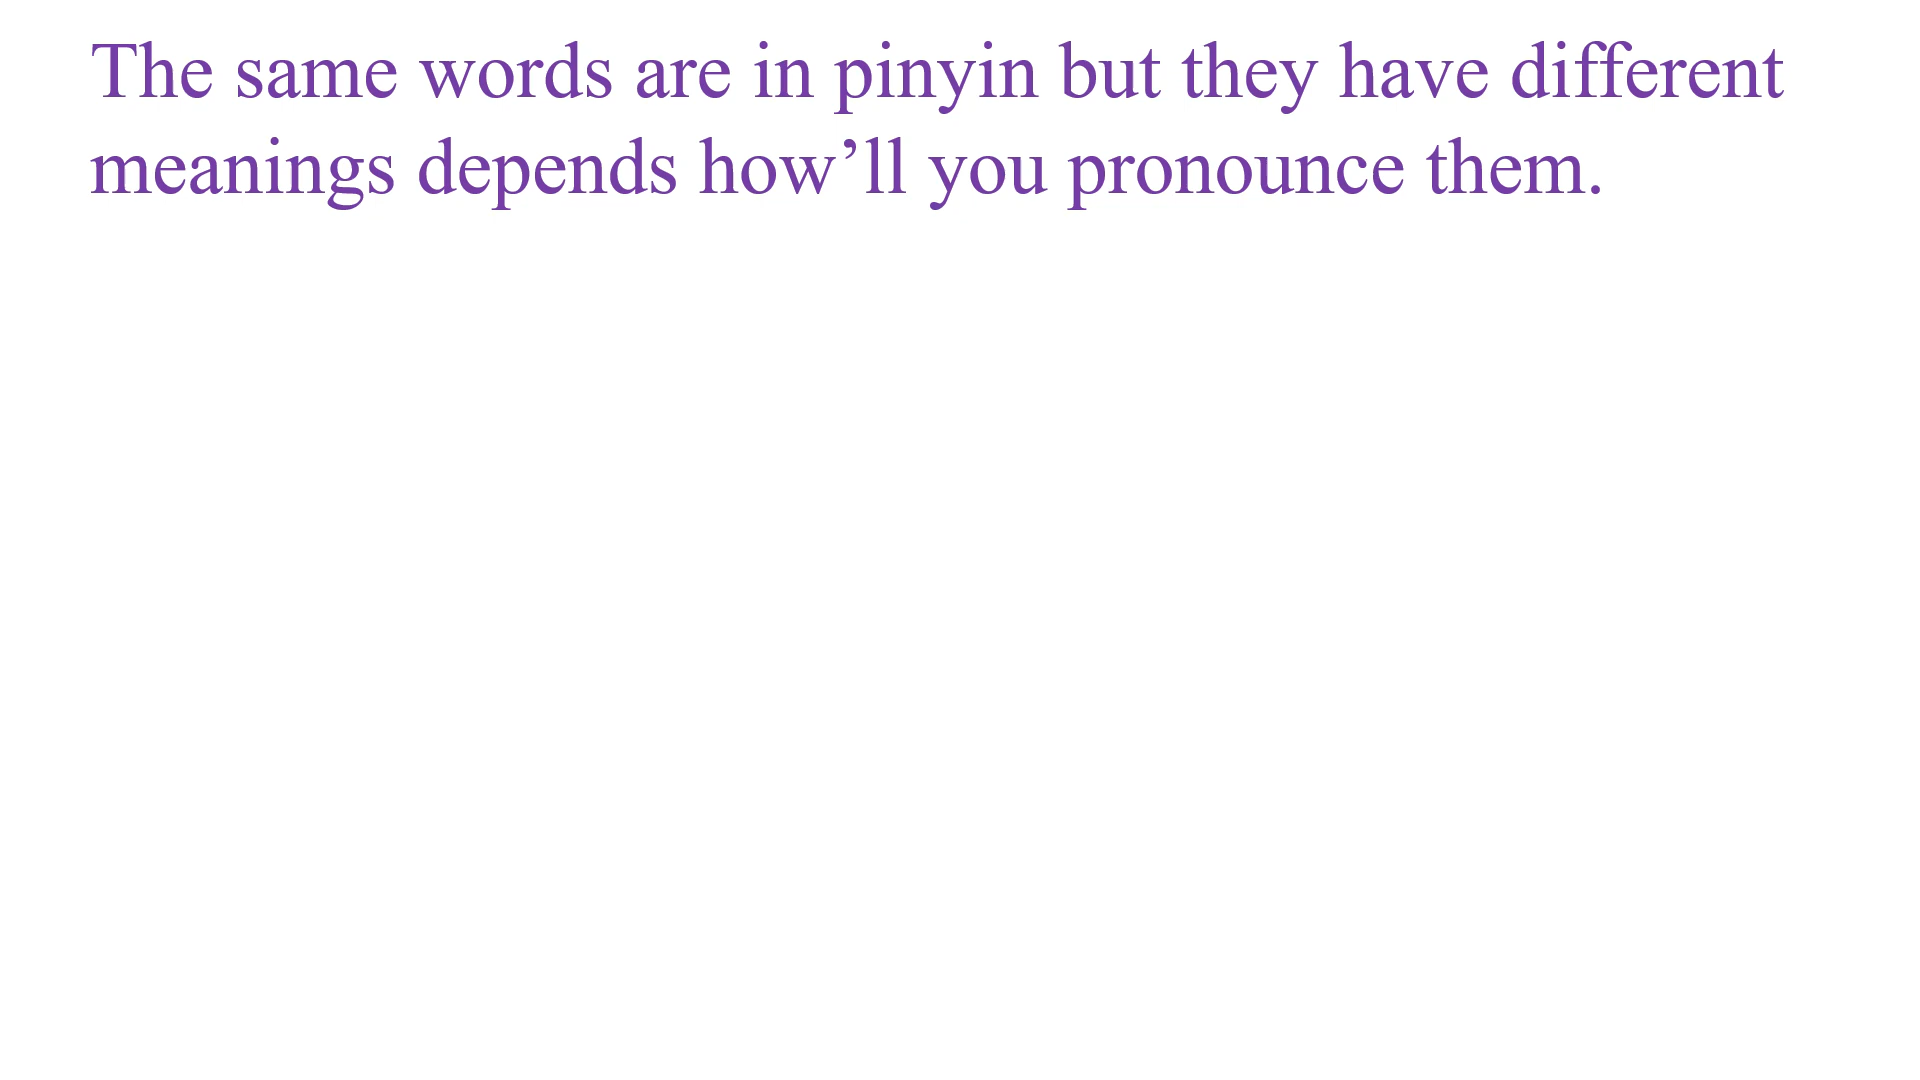 The same words are in pinyin but they have different
meanings depends how’ll you pronounce them.